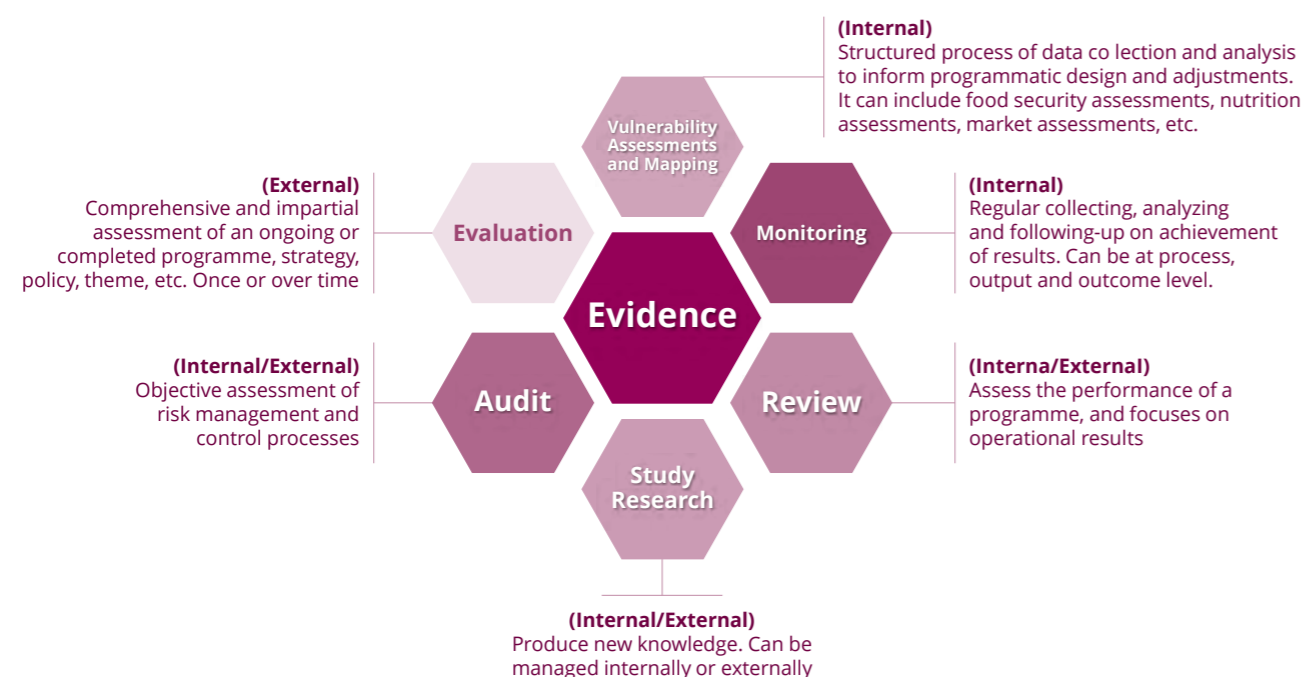 (Internal)
Structured process of data co lection and analysis
to inform programmatic design and adjustments.
It can include food security assessments, nutrition
assessments, market assessments, etc.
Vulnerability
Assessments
and Mapping
(External)
Comprehensive and impartial
assessment of an ongoing or
completed programme, strategy,
policy, theme, etc. Once or over time
Evaluation
Monitoring
(Internal)
Regular collecting, analyzing
and following-up on achievement
of results. Can be at process,
output and outcome level.
Evidence
(Internal/External)
Objective assessment of
risk management and
control processes
Audit
Review
(Interna/External)
Assess the performance of a
programme, and focuses on
operational results
Study
Research
(Internal/External)
Produce new knowledge. Can be
managed internally or externally